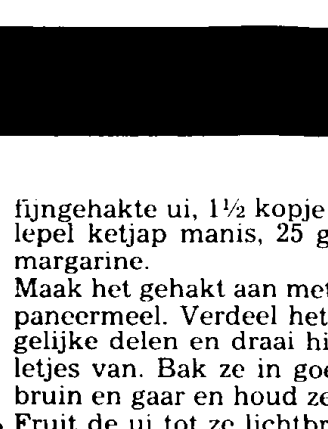 fijngehakte ui, 1½ kopje
lepel ketjap manis, 25 g
margarine.
Maak het gehakt aan met
paneermeel. Verdeel het
gelijke delen en draai hi
letjes van. Bak ze in goe
bruin en gaar en houd ze
Fruit de ui tot ze lichtbr